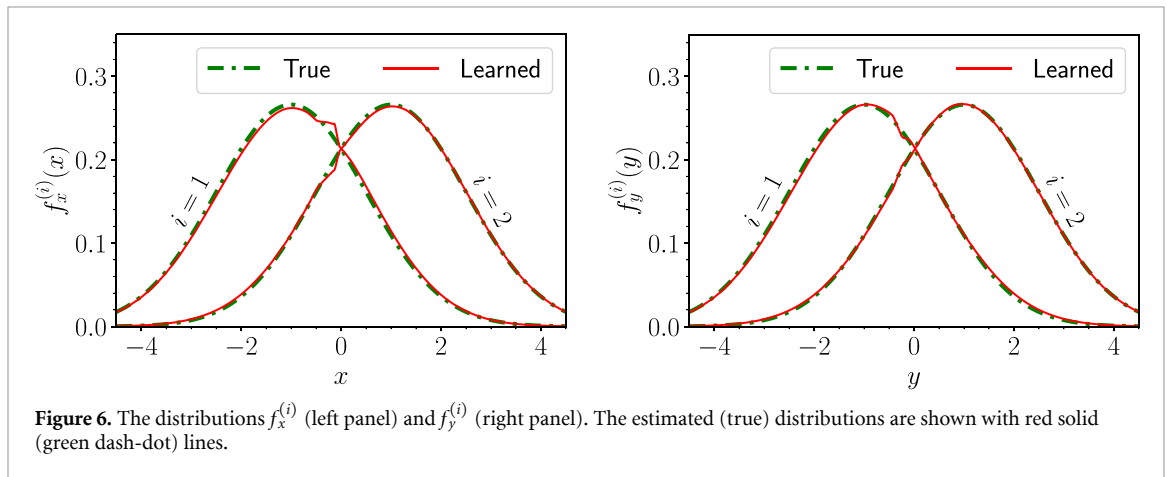 True Learned
0.3
0.2
0.1
0.0
f_x^{(i)}(x)
i = 1
i = 2
−4 −2 0 2 4
x
True Learned
0.3
0.2
0.1
0.0
f_y^{(i)}(y)
i = 1
i = 2
−4 −2 0 2 4
y
Figure 6. The distributions f_x^{(i)} (left panel) and f_y^{(i)} (right panel). The estimated (true) distributions are shown with red solid
(green dash-dot) lines.